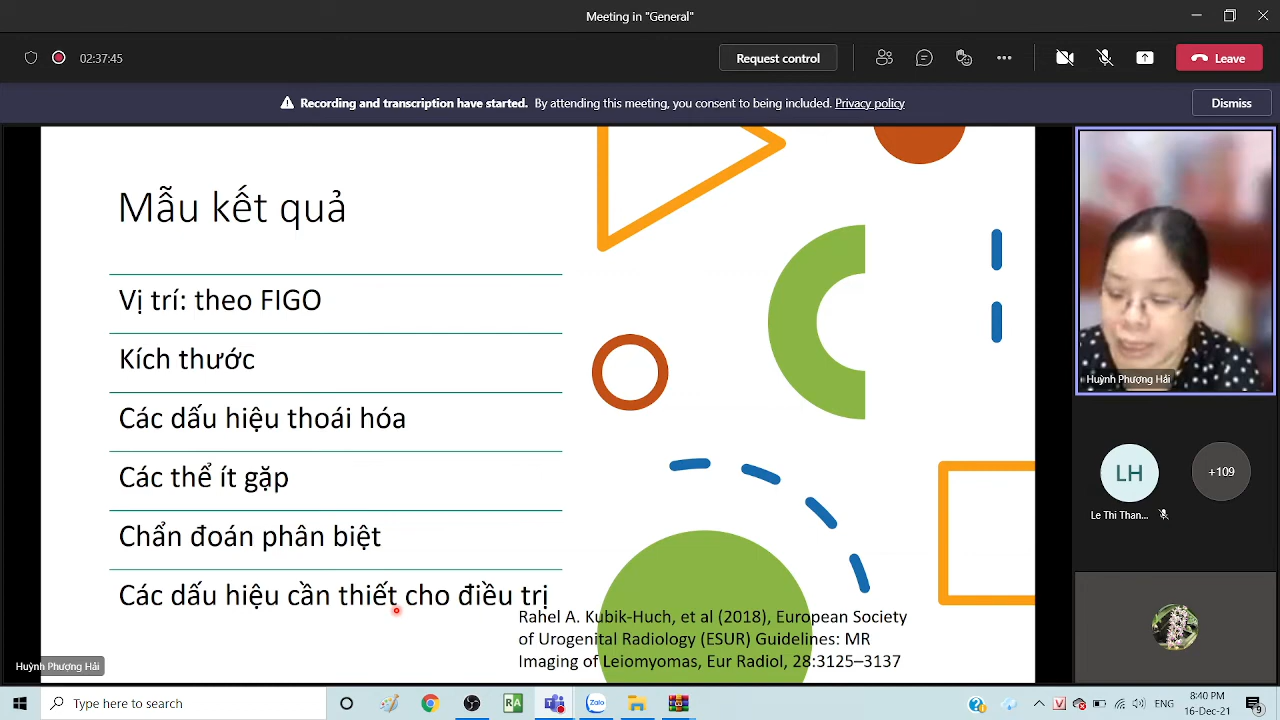 Meeting in "General"
02:37:45
Request control
Leave
Recording and transcription have started. By attending this meeting, you consent to being included. Privacy policy
Dismiss
Mẫu kết quả
Vị trí: theo FIGO
Kích thước
Các dấu hiệu thoái hóa
Các thể ít gặp
Chẩn đoán phân biệt
Các dấu hiệu cần thiết cho điều trị
Rahel A. Kubik-Huch, et al (2018), European Society
of Urogenital Radiology (ESUR) Guidelines: MR
Imaging of Leiomyomas, Eur Radiol, 28:3125–3137
Huỳnh Phượng Hải
Huỳnh Phượng Hải
LH
+109
Le Thi Than...
Type here to search
RA
Zalo
V
ENG
8:40 PM
16-Dec-21
9